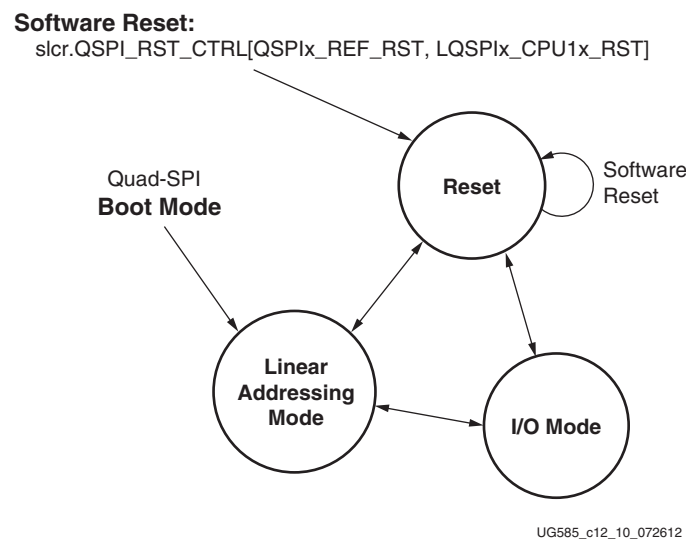 Software Reset:
slcr.QSPI_RST_CTRL[QSPIx_REF_RST, LQSPIx_CPU1x_RST]
Reset
Software
Reset
Quad-SPI
Boot Mode
Linear
Addressing
Mode
I/O Mode
UG585_c12_10_072612